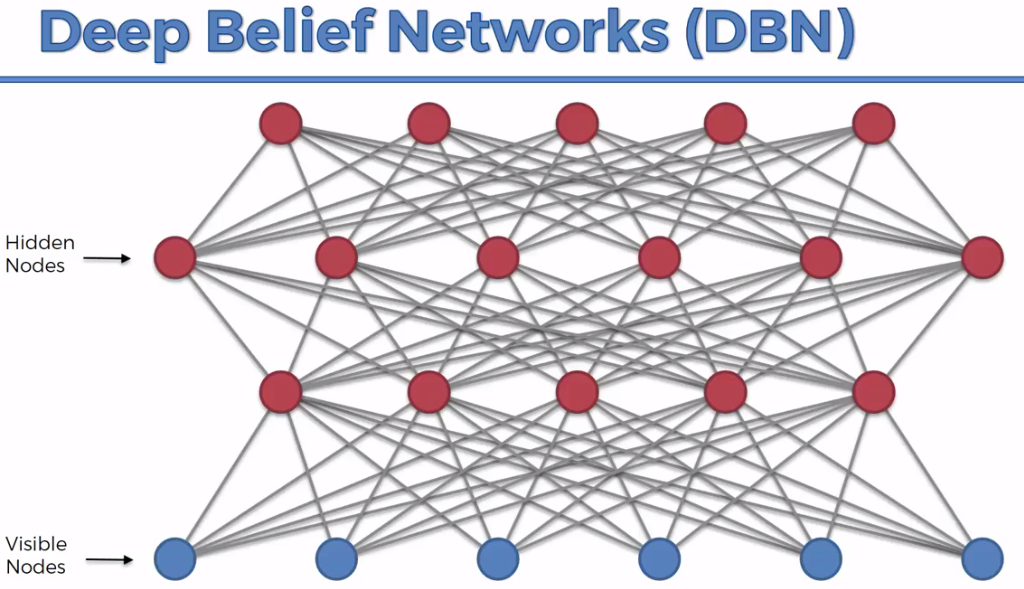 Deep Belief Networks (DBN)
Hidden
Nodes
Visible
Nodes